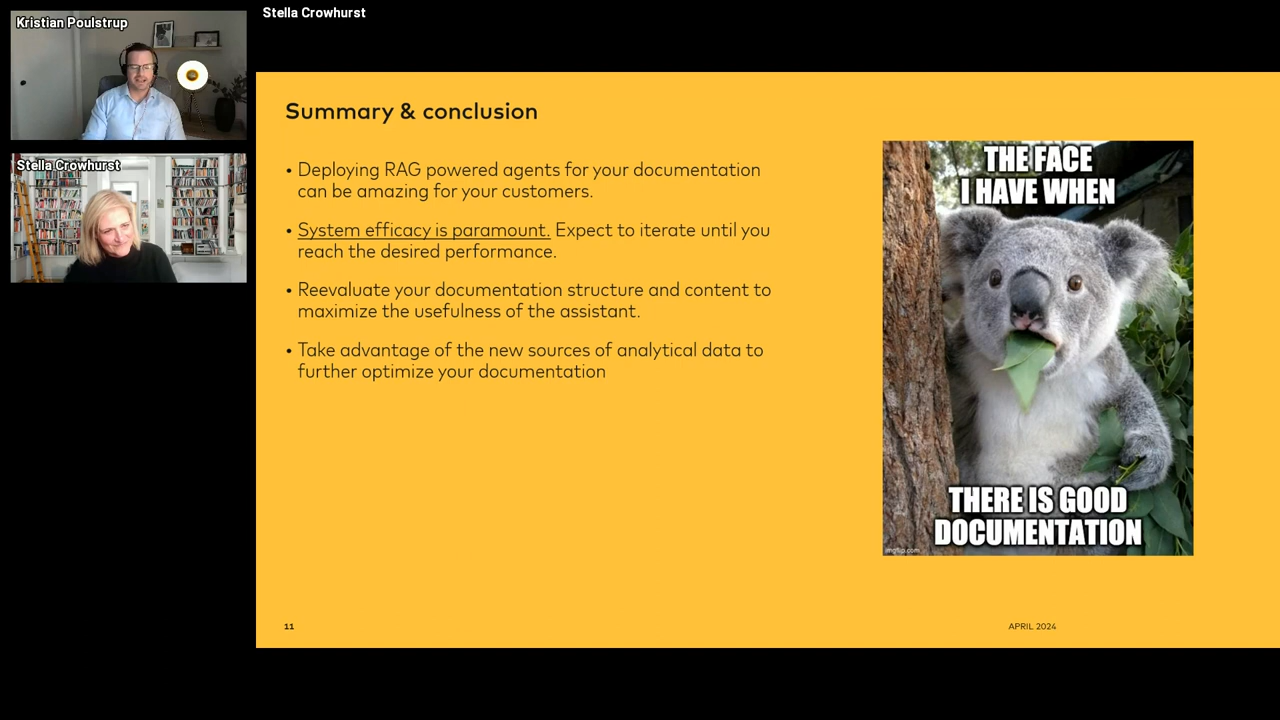 Kristian Poulstrup
Stella Crowhurst
Stella Crowhurst
Summary & conclusion
• Deploying RAG powered agents for your documentation
can be amazing for your customers.
• System efficacy is paramount. Expect to iterate until you
reach the desired performance.
• Reevaluate your documentation structure and content to
maximize the usefulness of the assistant.
• Take advantage of the new sources of analytical data to
further optimize your documentation
THE FACE
I HAVE WHEN
THERE IS GOOD
DOCUMENTATION
imgflip.com
11
APRIL 2024